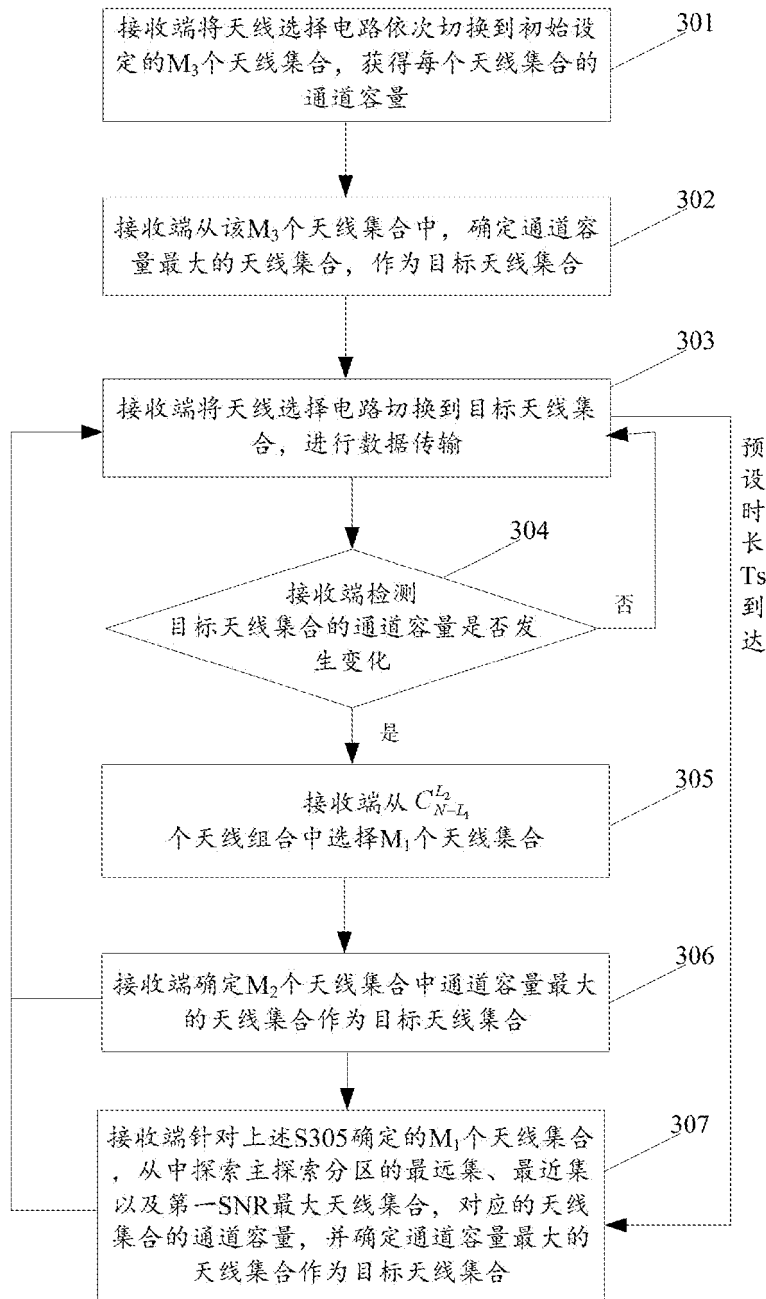 接收端将天线选择电路依次切换到初始设
定的M₃个天线集合，获得每个天线集合的
通道容量
301
接收端从该M₃个天线集合中，确定通道容
量最大的天线集合，作为目标天线集合
302
接收端将天线选择电路切换到目标天线集
合，进行数据传输
303
预设时长Ts到达
接收端检测
目标天线集合的通道容量是否发
生变化
304
否
是
接收端从 $C_{N-L_1}^{L_2}$
个天线组合中选择M₁个天线集合
305
接收端确定M₂个天线集合中通道容量最大
的天线集合作为目标天线集合
306
接收端针对上述S305确定的M₁个天线集合
，从中探索主探索分区的最远集、最近集
以及第一SNR最大天线集合，对应的天线
集合的通道容量，并确定通道容量最大的
天线集合作为目标天线集合
307